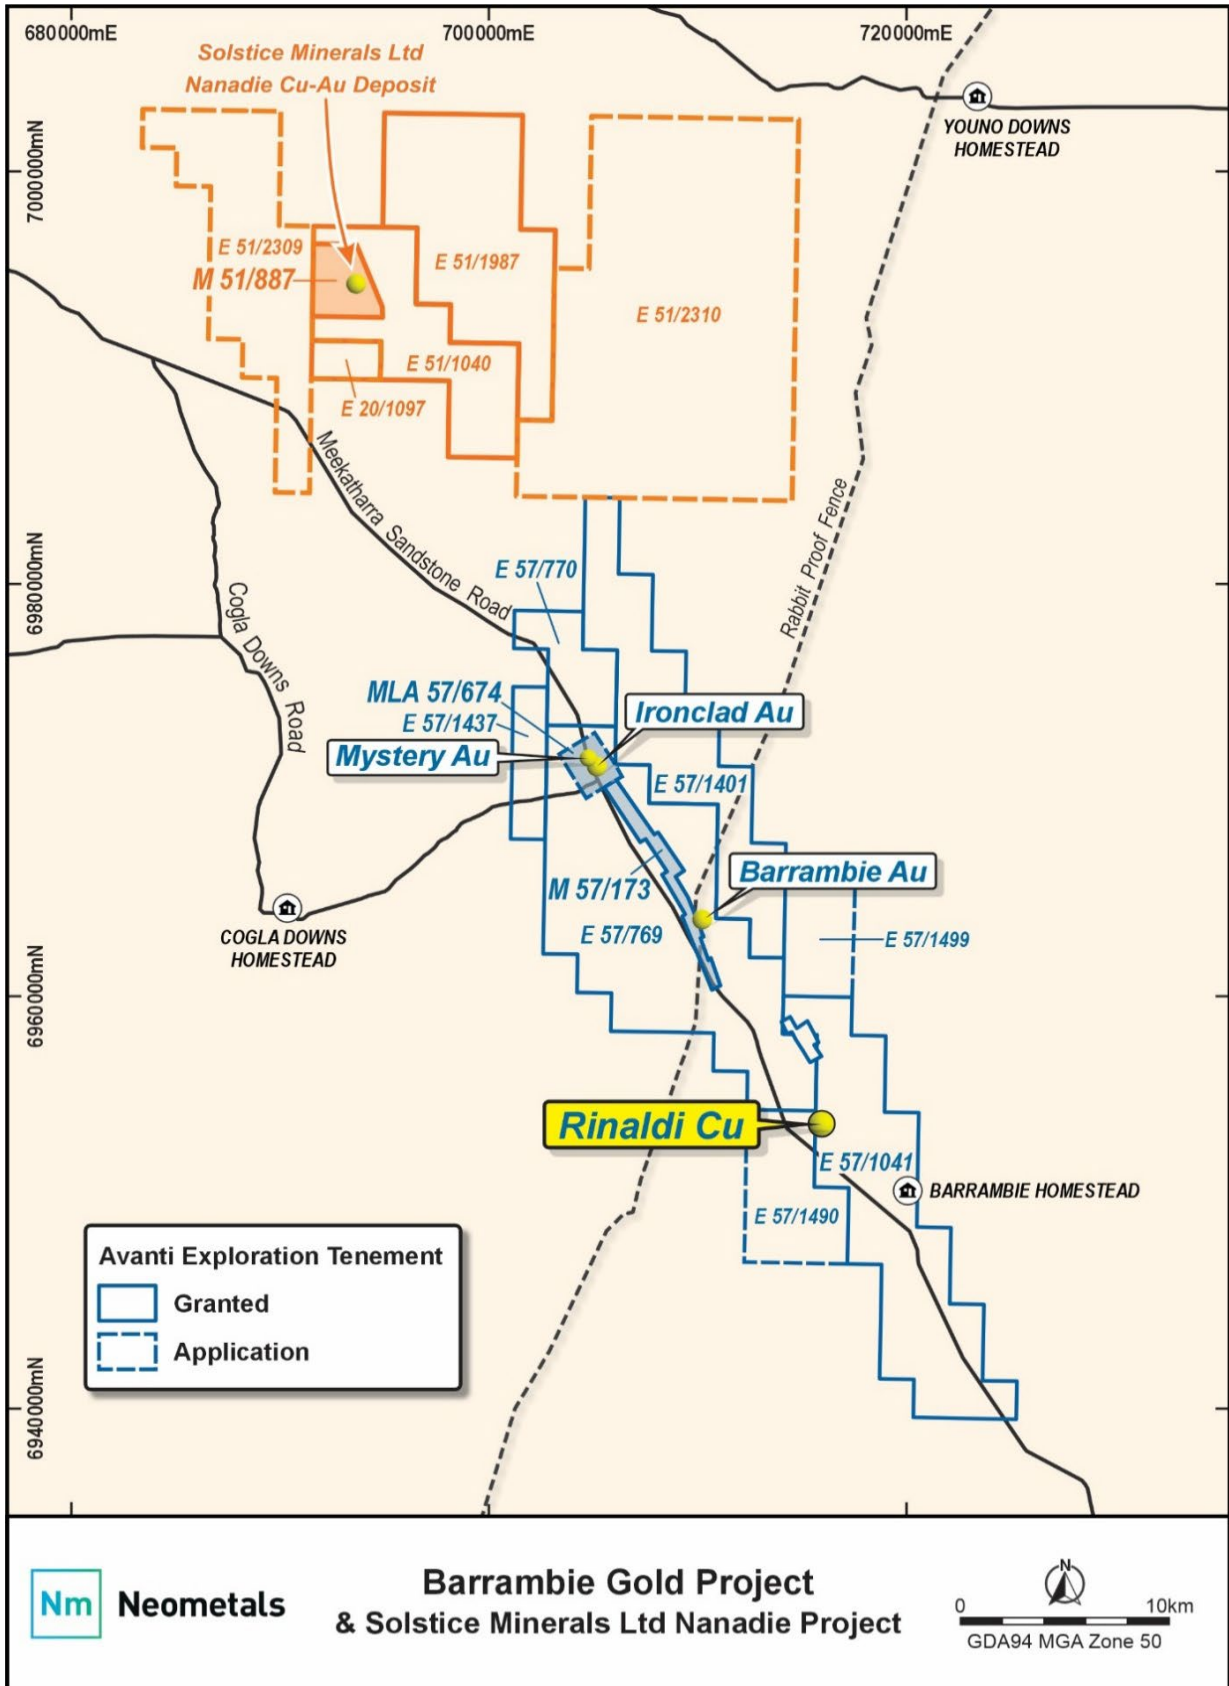 680000mE
700000mE
720000mE
Solstice Minerals Ltd
Nanadie Cu-Au Deposit
YOUNO DOWNS
HOMESTEAD
7000000mN
E 51/2309
M 51/887
E 51/1987
E 51/2310
E 51/1040
E 20/1097
Meekatharra Sandstone Road
Rabbit Proof Fence
6980000mN
E 57/770
Cogla Downs Road
MLA 57/674
E 57/1437
Ironclad Au
Mystery Au
E 57/1401
Barrambie Au
M 57/173
E 57/769
E 57/1499
COGLA DOWNS
HOMESTEAD
6960000mN
Rinaldi Cu
E 57/1041
BARRAMBIE HOMESTEAD
E 57/1490
Avanti Exploration Tenement
Granted
Application
6940000mN
Nm Neometals
Barrambie Gold Project
& Solstice Minerals Ltd Nanadie Project
N
0 10km
GDA94 MGA Zone 50